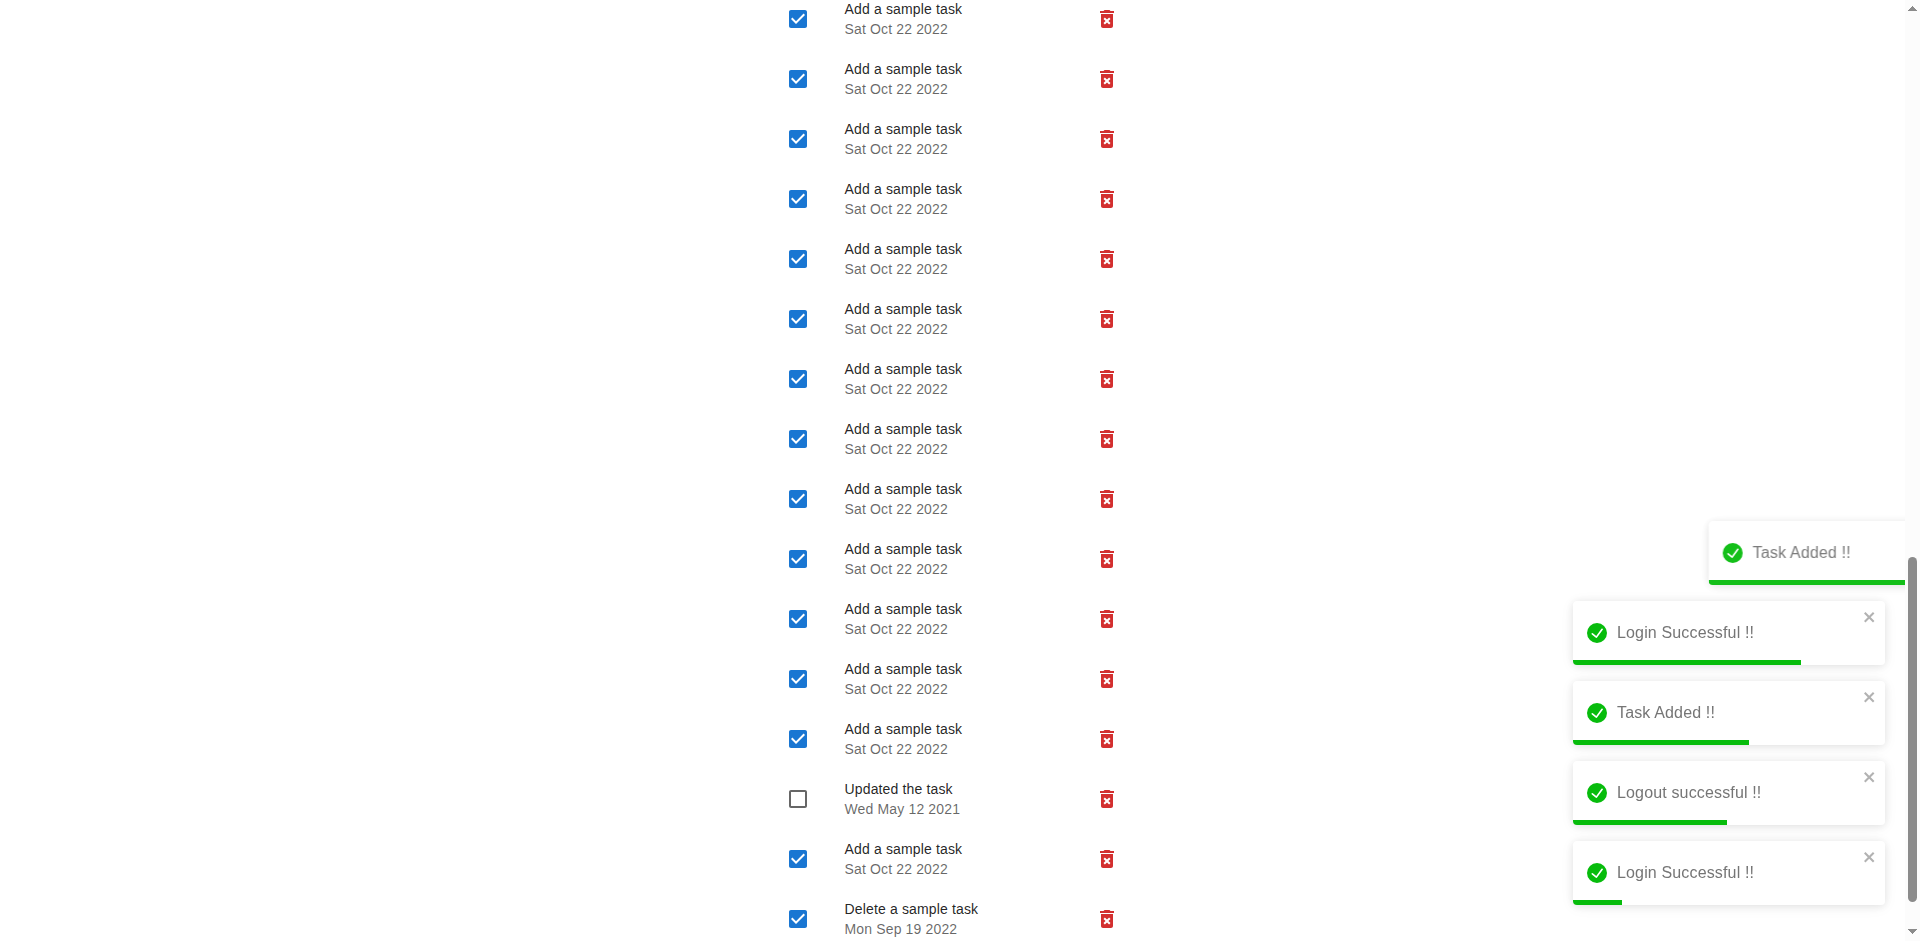 Add a sample task
Sat Oct 22 2022
Add a sample task
Sat Oct 22 2022
Add a sample task
Sat Oct 22 2022
Add a sample task
Sat Oct 22 2022
Add a sample task
Sat Oct 22 2022
Add a sample task
Sat Oct 22 2022
Add a sample task
Sat Oct 22 2022
Add a sample task
Sat Oct 22 2022
Add a sample task
Sat Oct 22 2022
Add a sample task
Sat Oct 22 2022
Add a sample task
Sat Oct 22 2022
Add a sample task
Sat Oct 22 2022
Add a sample task
Sat Oct 22 2022
Updated the task
Wed May 12 2021
Add a sample task
Sat Oct 22 2022
Delete a sample task
Mon Sep 19 2022
Task Added !!
Login Successful !!
Task Added !!
Logout successful !!
Login Successful !!